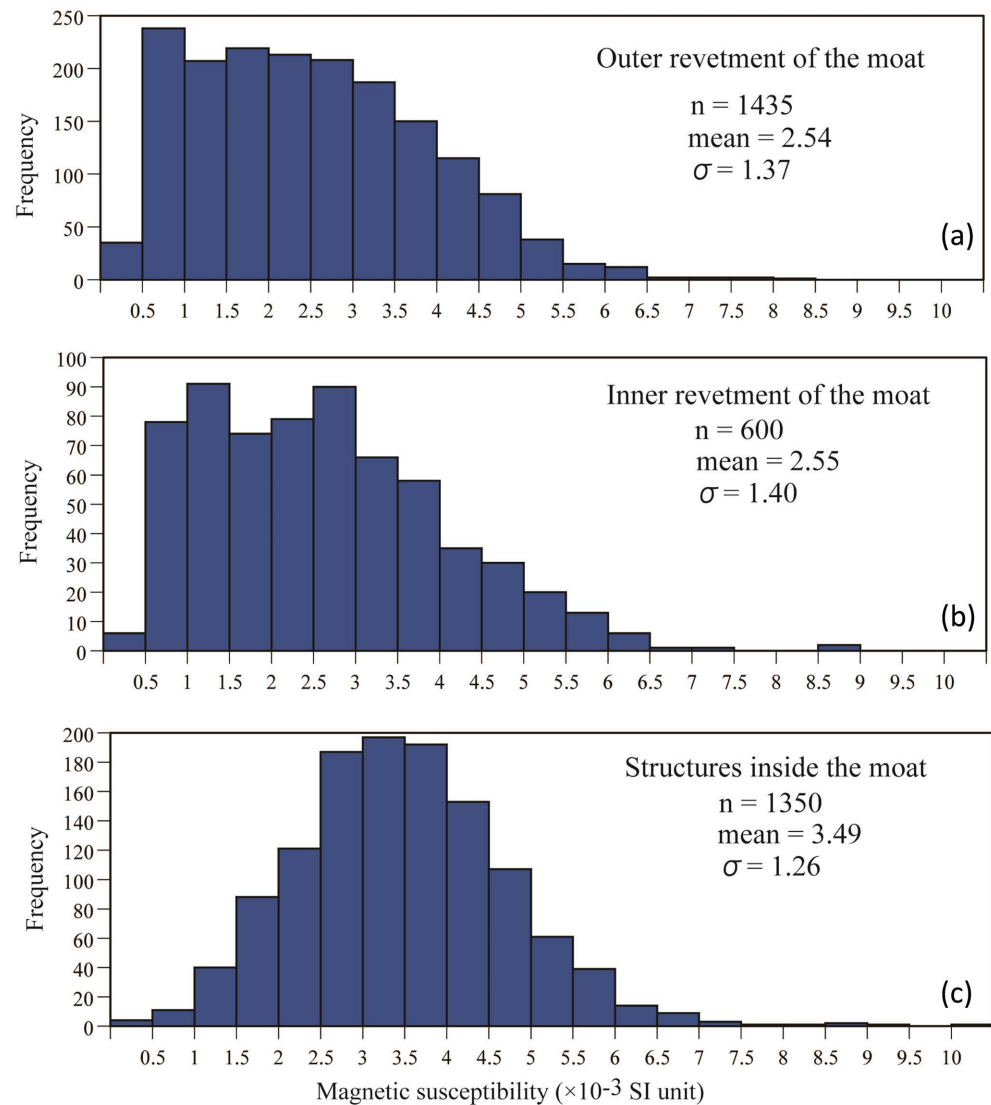 250
200
150
100
50
0
Frequency
Outer revetment of the moat
n = 1435
mean = 2.54
σ = 1.37
(a)
0.5 1 1.5 2 2.5 3 3.5 4 4.5 5 5.5 6 6.5 7 7.5 8 8.5 9 9.5 10
100
90
80
70
60
50
40
30
20
10
0
Frequency
Inner revetment of the moat
n = 600
mean = 2.55
σ = 1.40
(b)
0.5 1 1.5 2 2.5 3 3.5 4 4.5 5 5.5 6 6.5 7 7.5 8 8.5 9 9.5 10
200
180
160
140
120
100
80
60
40
20
0
Frequency
Structures inside the moat
n = 1350
mean = 3.49
σ = 1.26
(c)
0.5 1 1.5 2 2.5 3 3.5 4 4.5 5 5.5 6 6.5 7 7.5 8 8.5 9 9.5 10
Magnetic susceptibility (×10-3 SI unit)